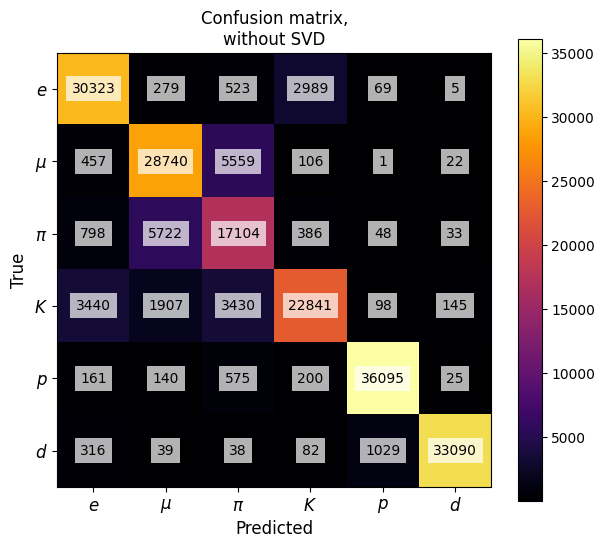 Confusion matrix,
without SVD
e 30323 279 523 2989 69 5
μ 457 28740 5559 106 1 22
π 798 5722 17104 386 48 33
K 3440 1907 3430 22841 98 145
p 161 140 575 200 36095 25
d 316 39 38 82 1029 33090
e μ π K p d
True
Predicted
35000
30000
25000
20000
15000
10000
5000